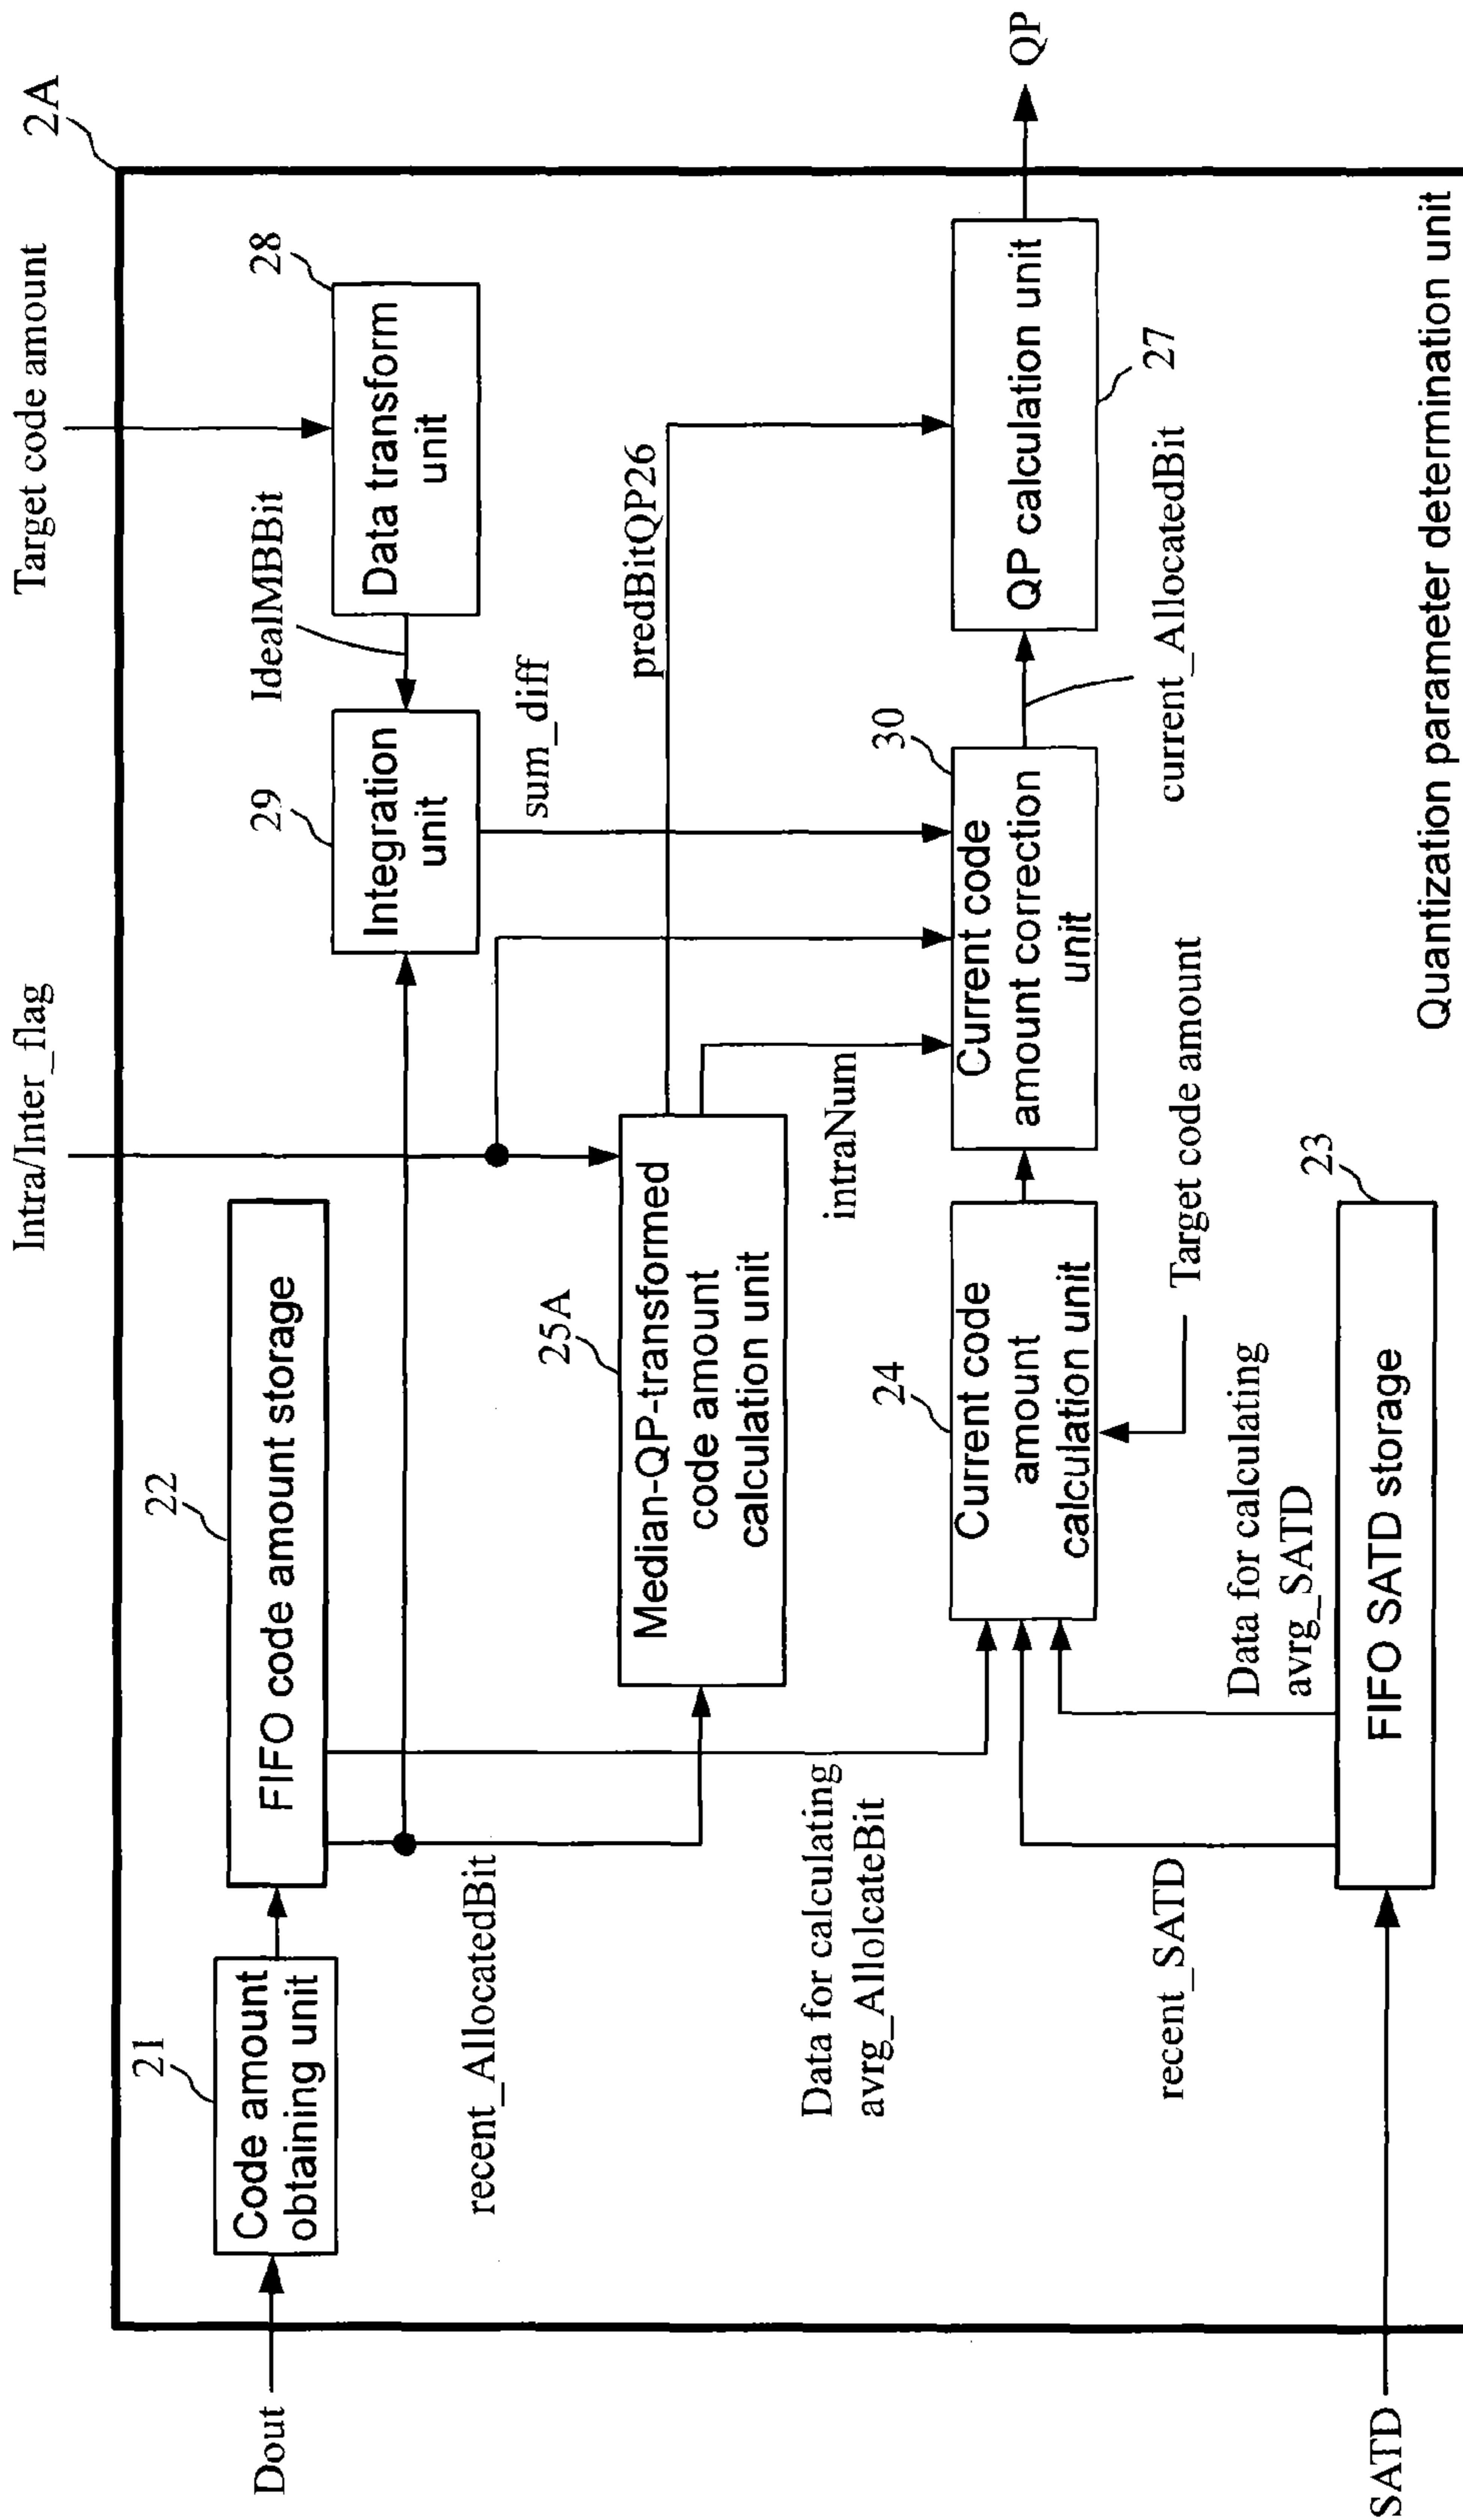 Intra/Inter_flag
Target code amount
2A
Dout
21
Code amount
obtaining unit
22
FIFO code amount storage
29
Integration
unit
IdealMBBit
28
Data transform
unit
recent_AllocatedBit
sum_diff
25A
Median-QP-transformed
code amount
calculation unit
predBitQP26
intraNum
Data for calculating
avrg_AllolcateBit
24
Current code
amount
calculation unit
30
Current code
amount correction
unit
QP calculation unit
27
QP
current_AllocatedBit
recent_SATD
Target code amount
Data for calculating
avrg_SATD
23
SATD
FIFO SATD storage
Quantization parameter determination unit